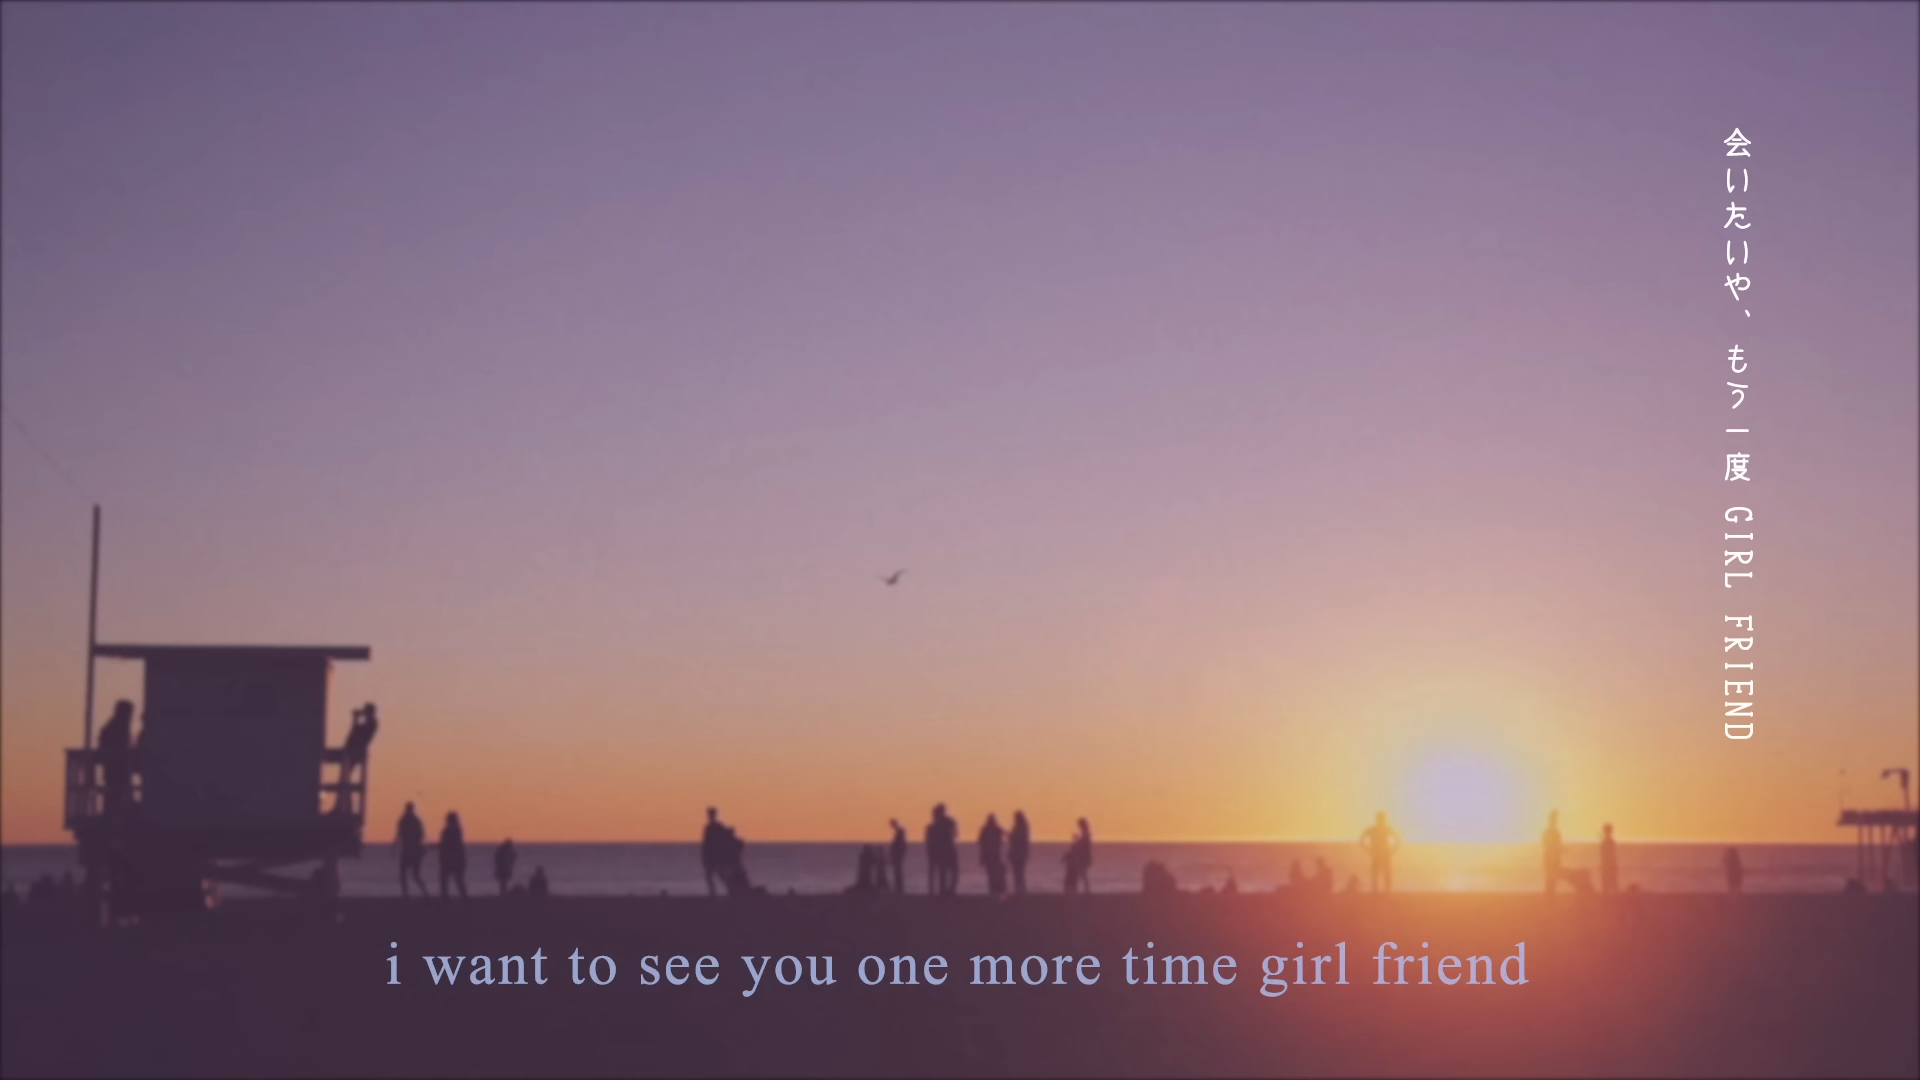 会いたいや、もう一度 GIRL FRIEND
i want to see you one more time girl friend